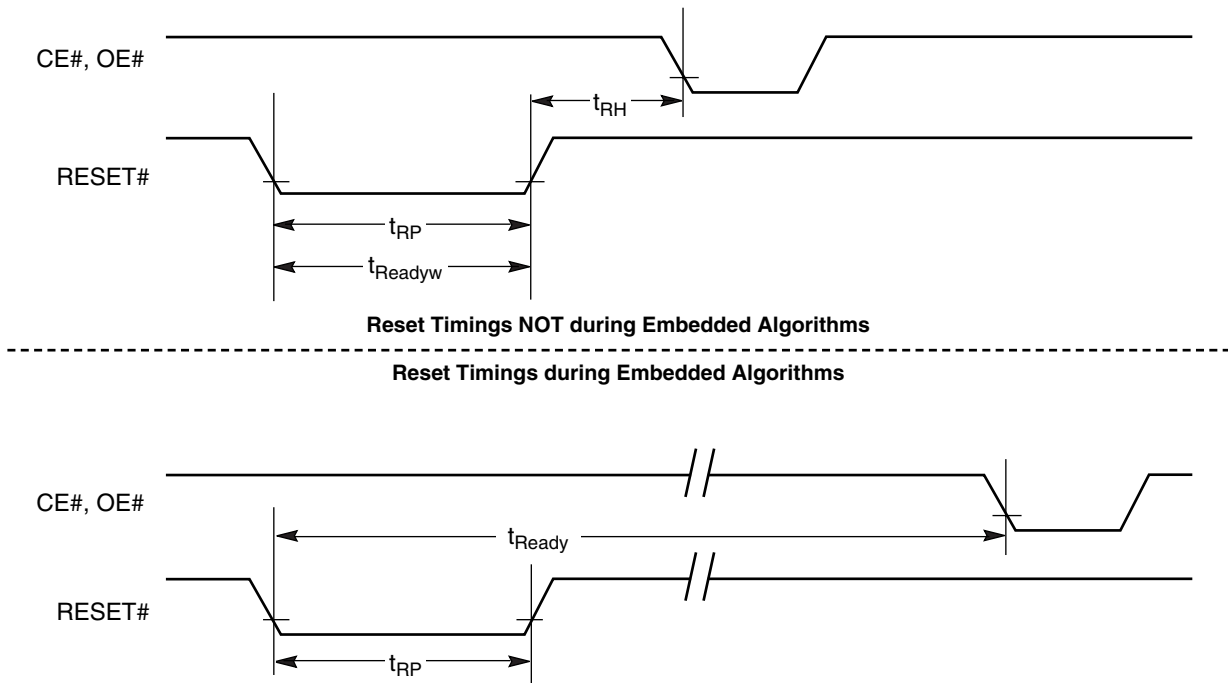 CE#, OE#
tRH
RESET#
tRP
tReadyw
Reset Timings NOT during Embedded Algorithms
Reset Timings during Embedded Algorithms
CE#, OE#
tReady
RESET#
tRP